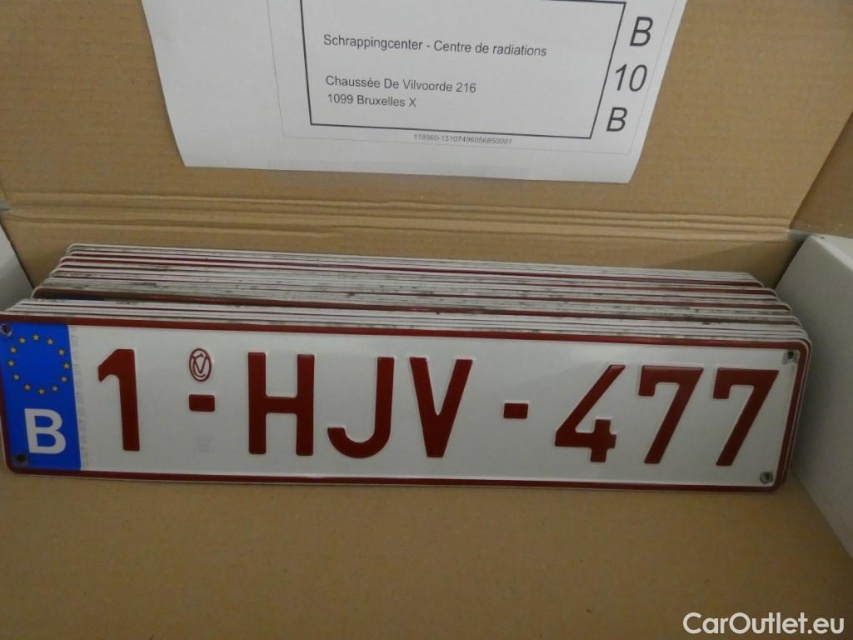 Schrappingcenter - Centre de radiations
Chaussée De Vilvoorde 216
1099 Bruxelles X
B
10
B
B
1-HJV-477
CarOutlet.eu